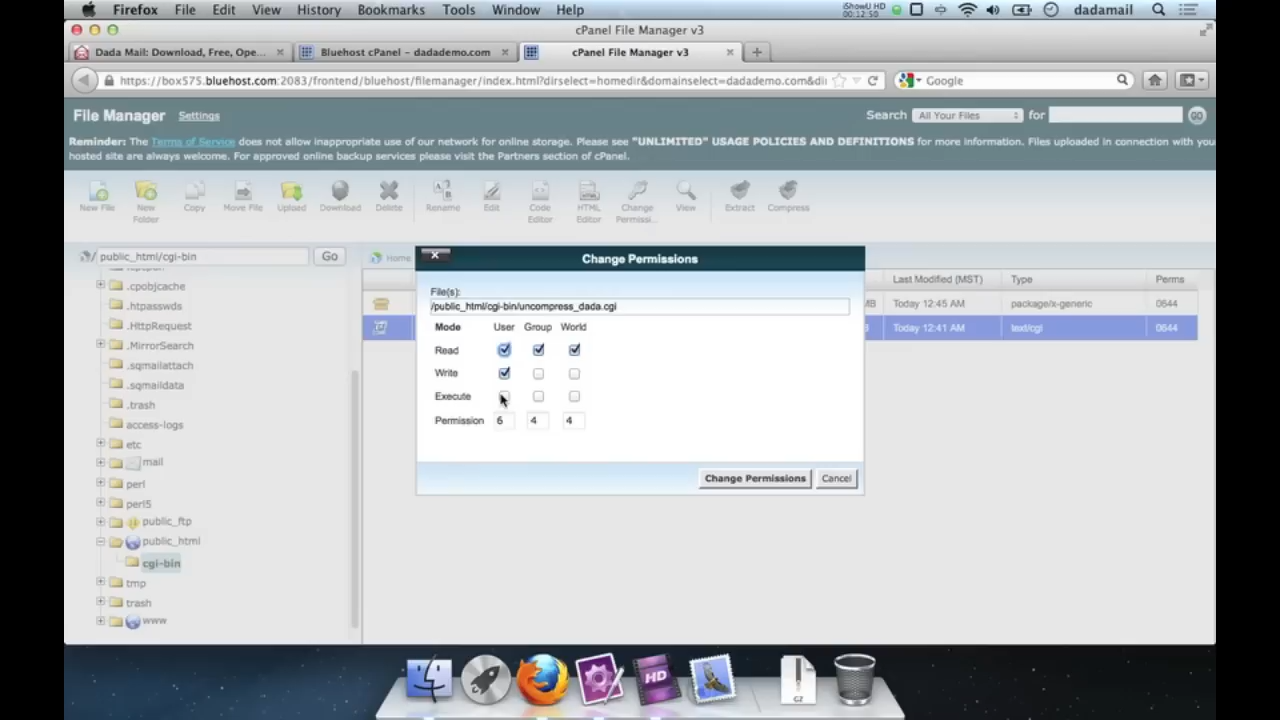 Firefox File Edit View History Bookmarks Tools Window Help iShowU HD 00:12:50 dadamail
cPanel File Manager v3
Dada Mail: Download, Free, Ope... Bluehost cPanel - dadademo.com cPanel File Manager v3
https://box575.bluehost.com:2083/frontend/bluehost/filemanager/index.html?dirselect=homedir&domainselect=dadademo.com&di Google
File Manager Settings Search All Your Files for GO
Reminder: The Terms of Service does not allow inappropriate use of our network for online storage. Please see "UNLIMITED" USAGE POLICIES AND DEFINITIONS for more information. Files uploaded in connection with you
hosted site are always welcome. For approved online backup services please visit the Partners section of cPanel.
New File New Folder Copy Move File Upload Download Delete Rename Edit Code Editor HTML Editor Change Permissi... View Extract Compress
/ public_html/cgi-bin Go Home
Change Permissions
File(s):
/public_html/cgi-bin/uncompress_dada.cgi
Mode User Group World
Read
Write
Execute
Permission 6 4 4
Change Permissions Cancel
Last Modified (MST) Type Perms
MB Today 12:45 AM package/x-generic 0644
Today 12:41 AM text/cgi 0644
.cpobjcache
.htpasswds
.HttpRequest
.MirrorSearch
.sqmailattach
.sqmaildata
.trash
access-logs
etc
mail
perl
perl5
public_ftp
public_html
cgi-bin
tmp
trash
www
HD
GZ